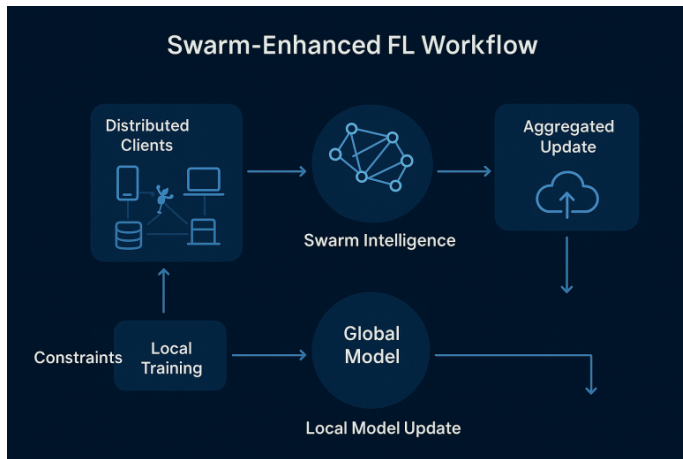 Swarm-Enhanced FL Workflow
Distributed
Clients
Swarm Intelligence
Aggregated
Update
Constraints
Local
Training
Global
Model
Local Model Update